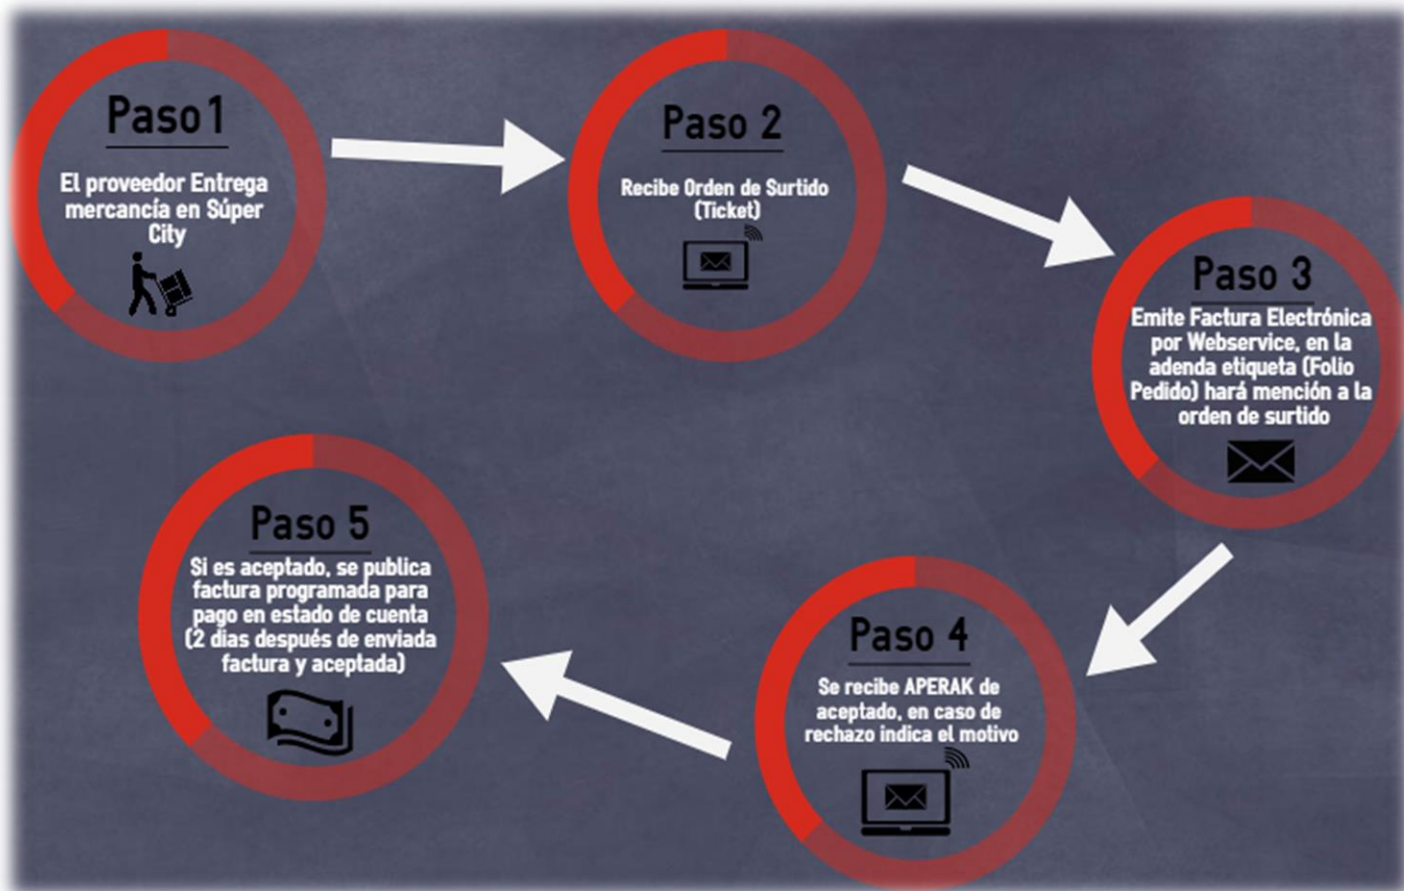 Paso 1
El proveedor Entrega
mercancía en Súper
City
Paso 2
Recibe Orden de Surtido
(Ticket)
Paso 3
Emite Factura Electrónica
por Webservice, en la
adenda etiqueta (Folio
Pedido) hará mención a la
orden de surtido
Paso 4
Se recibe APERAK de
aceptado, en caso de
rechazo indica el motivo
Paso 5
Si es aceptado, se publica
factura programada para
pago en estado de cuenta
(2 dias después de enviada
factura y aceptada)